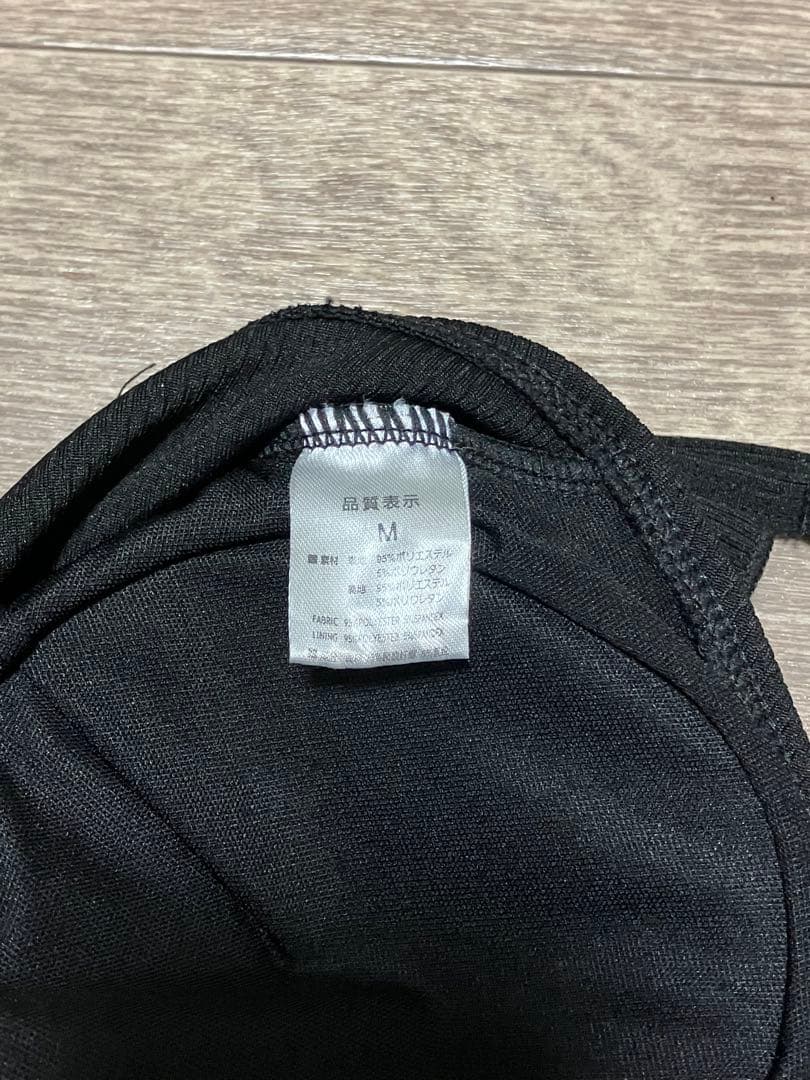 品質表示
M
素材 表地: 95%ポリエステル
5%ポリウレタン
裏地: 95%ポリエステル
5%ポリウレタン
FABRIC 95%POLYESTER 5%SPANDEX
LINING 95%POLYESTER 5%SPANDEX